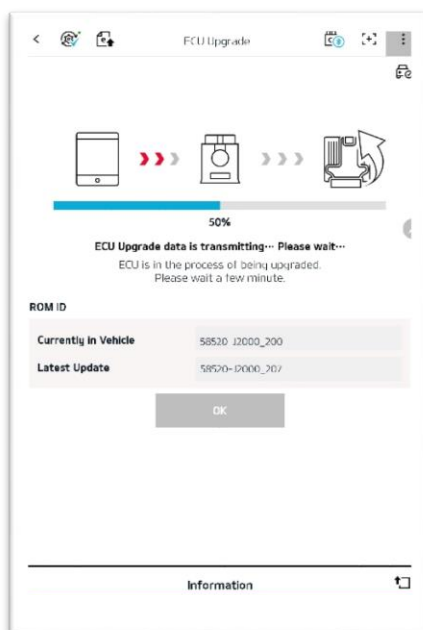 ECU Upgrade
50%
ECU Upgrade data is transmitting··· Please wait···
ECU is in the process of being upgraded.
Please wait a few minute.
ROM ID
Currently in Vehicle 58520-J2000_200
Latest Update 58520-J2000_207
OK
Information